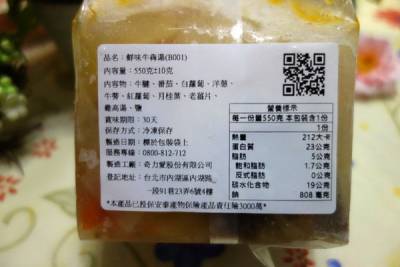 品名：鮮味牛犇湯(B001)
內容量：550克±10克
內容物：牛腱、番茄、白蘿蔔、洋蔥、
牛筋、紅蘿蔔、月桂葉、老薑片、
最高湯、鹽
賞味期限：30天
保存方式：冷凍保存
製造日期：標於包裝袋上
服務專線：0800-812-712
製造工廠：奇力愛股份有限公司
登記地址：台北市內湖區內湖路
一段91巷23弄6號4樓
*本產品已投保安泰產物保險產品責任險3000萬*
營養標示
每一份量550克 本包裝含1份
1份
熱量 212大卡
蛋白質 23公克
脂肪 5公克
飽和脂肪 1.7公克
反式脂肪 0公克
碳水化合物 19公克
鈉 808 毫克